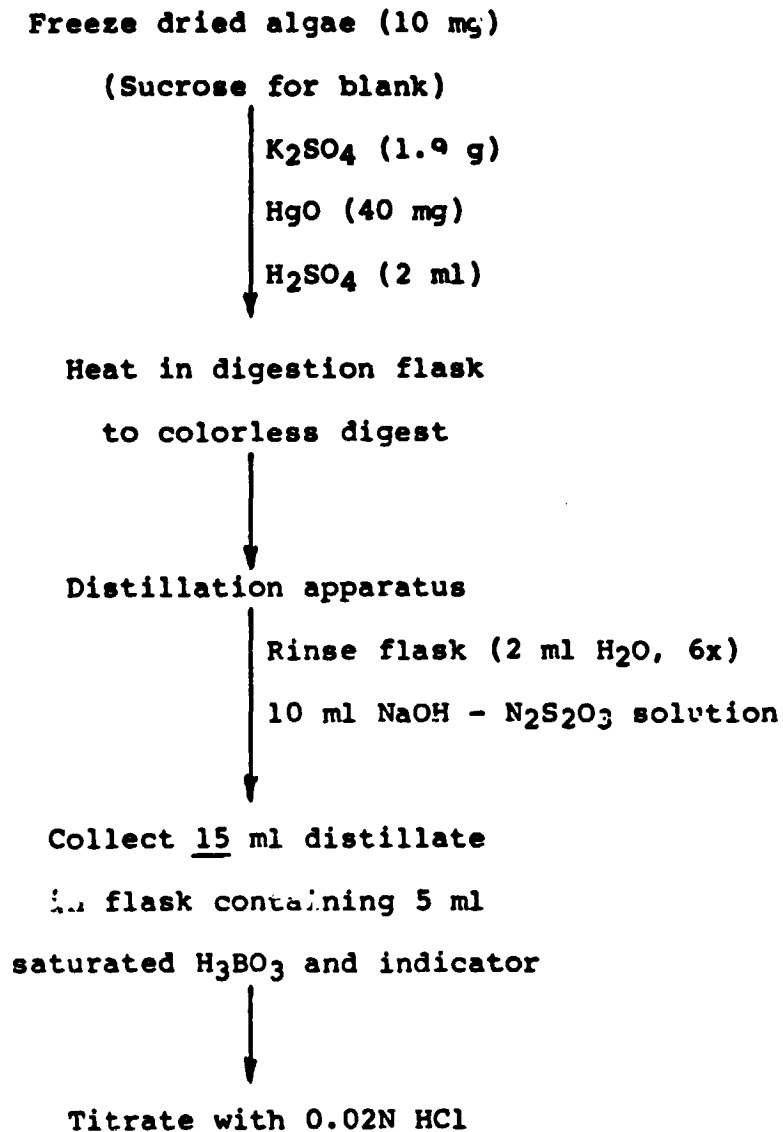 Freeze dried algae (10 mg)
(Sucrose for blank)
K₂SO₄ (1.9 g)
HgO (40 mg)
H₂SO₄ (2 ml)
Heat in digestion flask
to colorless digest
Distillation apparatus
Rinse flask (2 ml H₂O, 6x)
10 ml NaOH - N₂S₂O₃ solution
Collect 15 ml distillate
in flask containing 5 ml
saturated H₃BO₃ and indicator
Titrate with 0.02N HCl